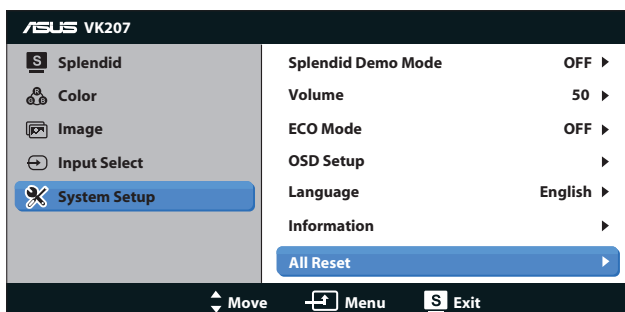 ASUS VK207
S Splendid
Color
Image
Input Select
System Setup
Splendid Demo Mode OFF
Volume 50
ECO Mode OFF
OSD Setup
Language English
Information
All Reset
Move Menu S Exit